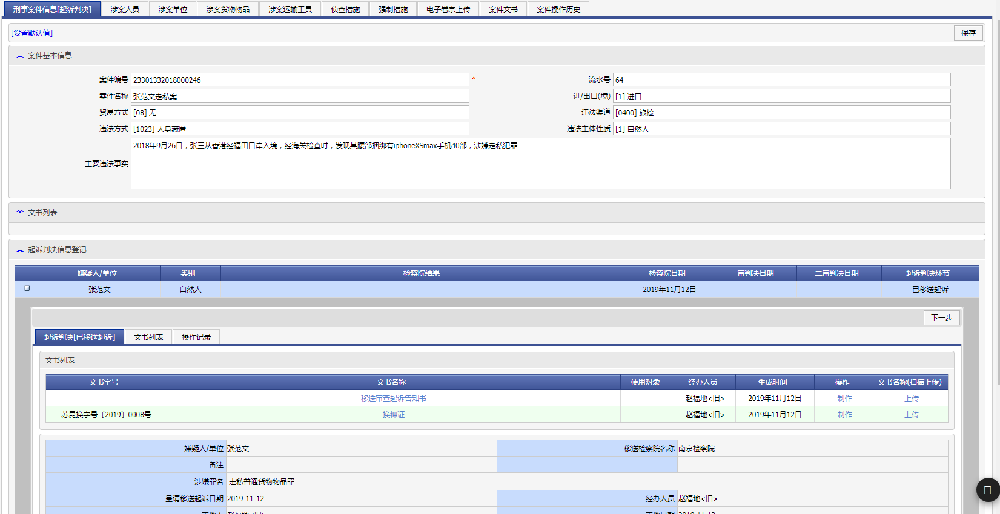 刑事案件信息[起诉判决] 涉案人员 涉案单位 涉案货物物品 涉案运输工具 侦查措施 强制措施 电子卷宗上传 案件文书 案件操作历史
[设置默认值] 保存
案件基本信息
案件编号 23301332018000246 * 流水号 64
案件名称 张范文走私案 进/出口(境) [1] 进口
贸易方式 [08] 无 违法渠道 [0400] 旅检
违法方式 [1023] 人身藏匿 违法主体性质 [1] 自然人
2018年9月26日，张三从香港经福田口岸入境，经海关检查时，发现其腰部捆绑有iphoneXSmax手机40部，涉嫌走私犯罪
主要违法事实
文书列表
起诉判决信息登记
嫌疑人/单位 类别 检察院结果 检察院日期 一审判决日期 二审判决日期 起诉判决环节
张范文 自然人 2019年11月12日 已移送起诉
下一步
起诉判决[已移送起诉] 文书列表 操作记录
文书列表
文书字号 文书名称 使用对象 经办人员 生成时间 操作 文书名称(扫描上传)
移送审查起诉告知书 赵福地<旧> 2019年11月12日 制作 上传
苏昆换字号〔2019〕0008号 换押证 赵福地<旧> 2019年11月12日 制作 上传
嫌疑人/单位 张范文 移送检察院名称 南京检察院
备注
涉嫌罪名 走私普通货物物品罪
呈请移送起诉日期 2019-11-12 经办人员 赵福地<旧>